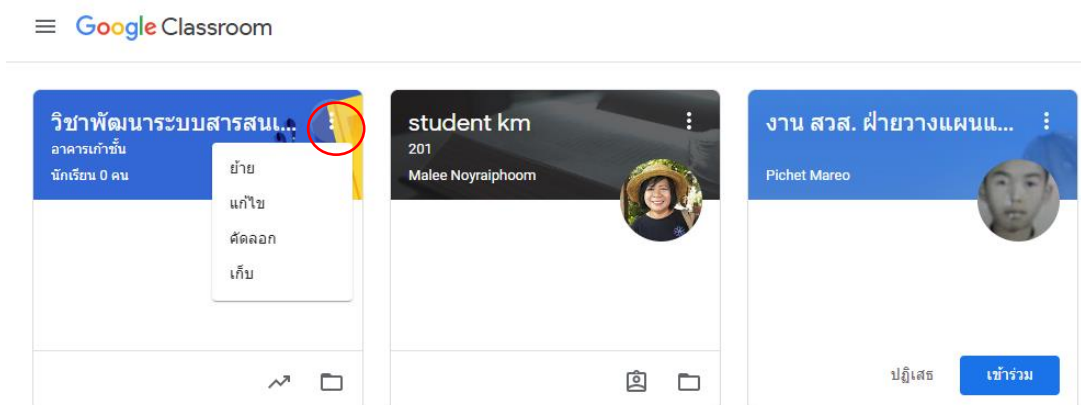 Google Classroom
วิชาพัฒนาระบบสารสนเ...
อาคารเก้าชั้น
นักเรียน 0 คน
ย้าย
แก้ไข
คัดลอก
เก็บ
student km
201
Malee Noyraiphoom
งาน สวส. ฝ่ายวางแผนแ...
Pichet Mareo
ปฏิเสธ
เข้าร่วม